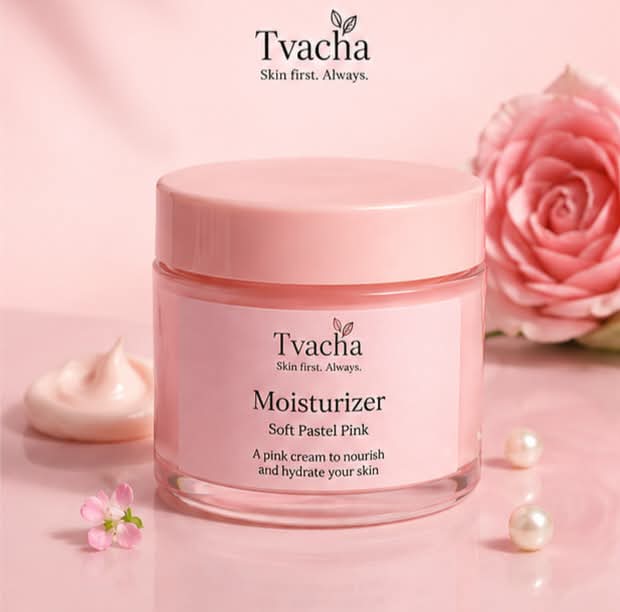 Tvacha
Skin first. Always.
Tvacha
Skin first. Always.
Moisturizer
Soft Pastel Pink
A pink cream to nourish
and hydrate your skin